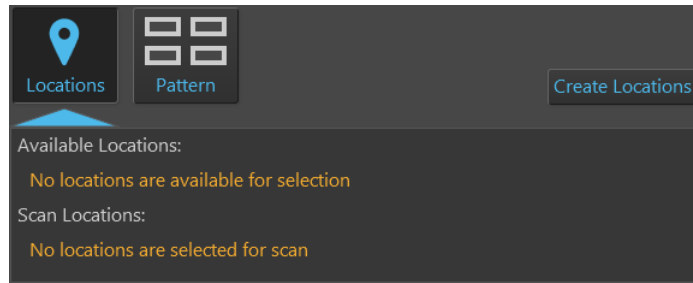 Locations
Pattern
Create Locations
Available Locations:
No locations are available for selection
Scan Locations:
No locations are selected for scan